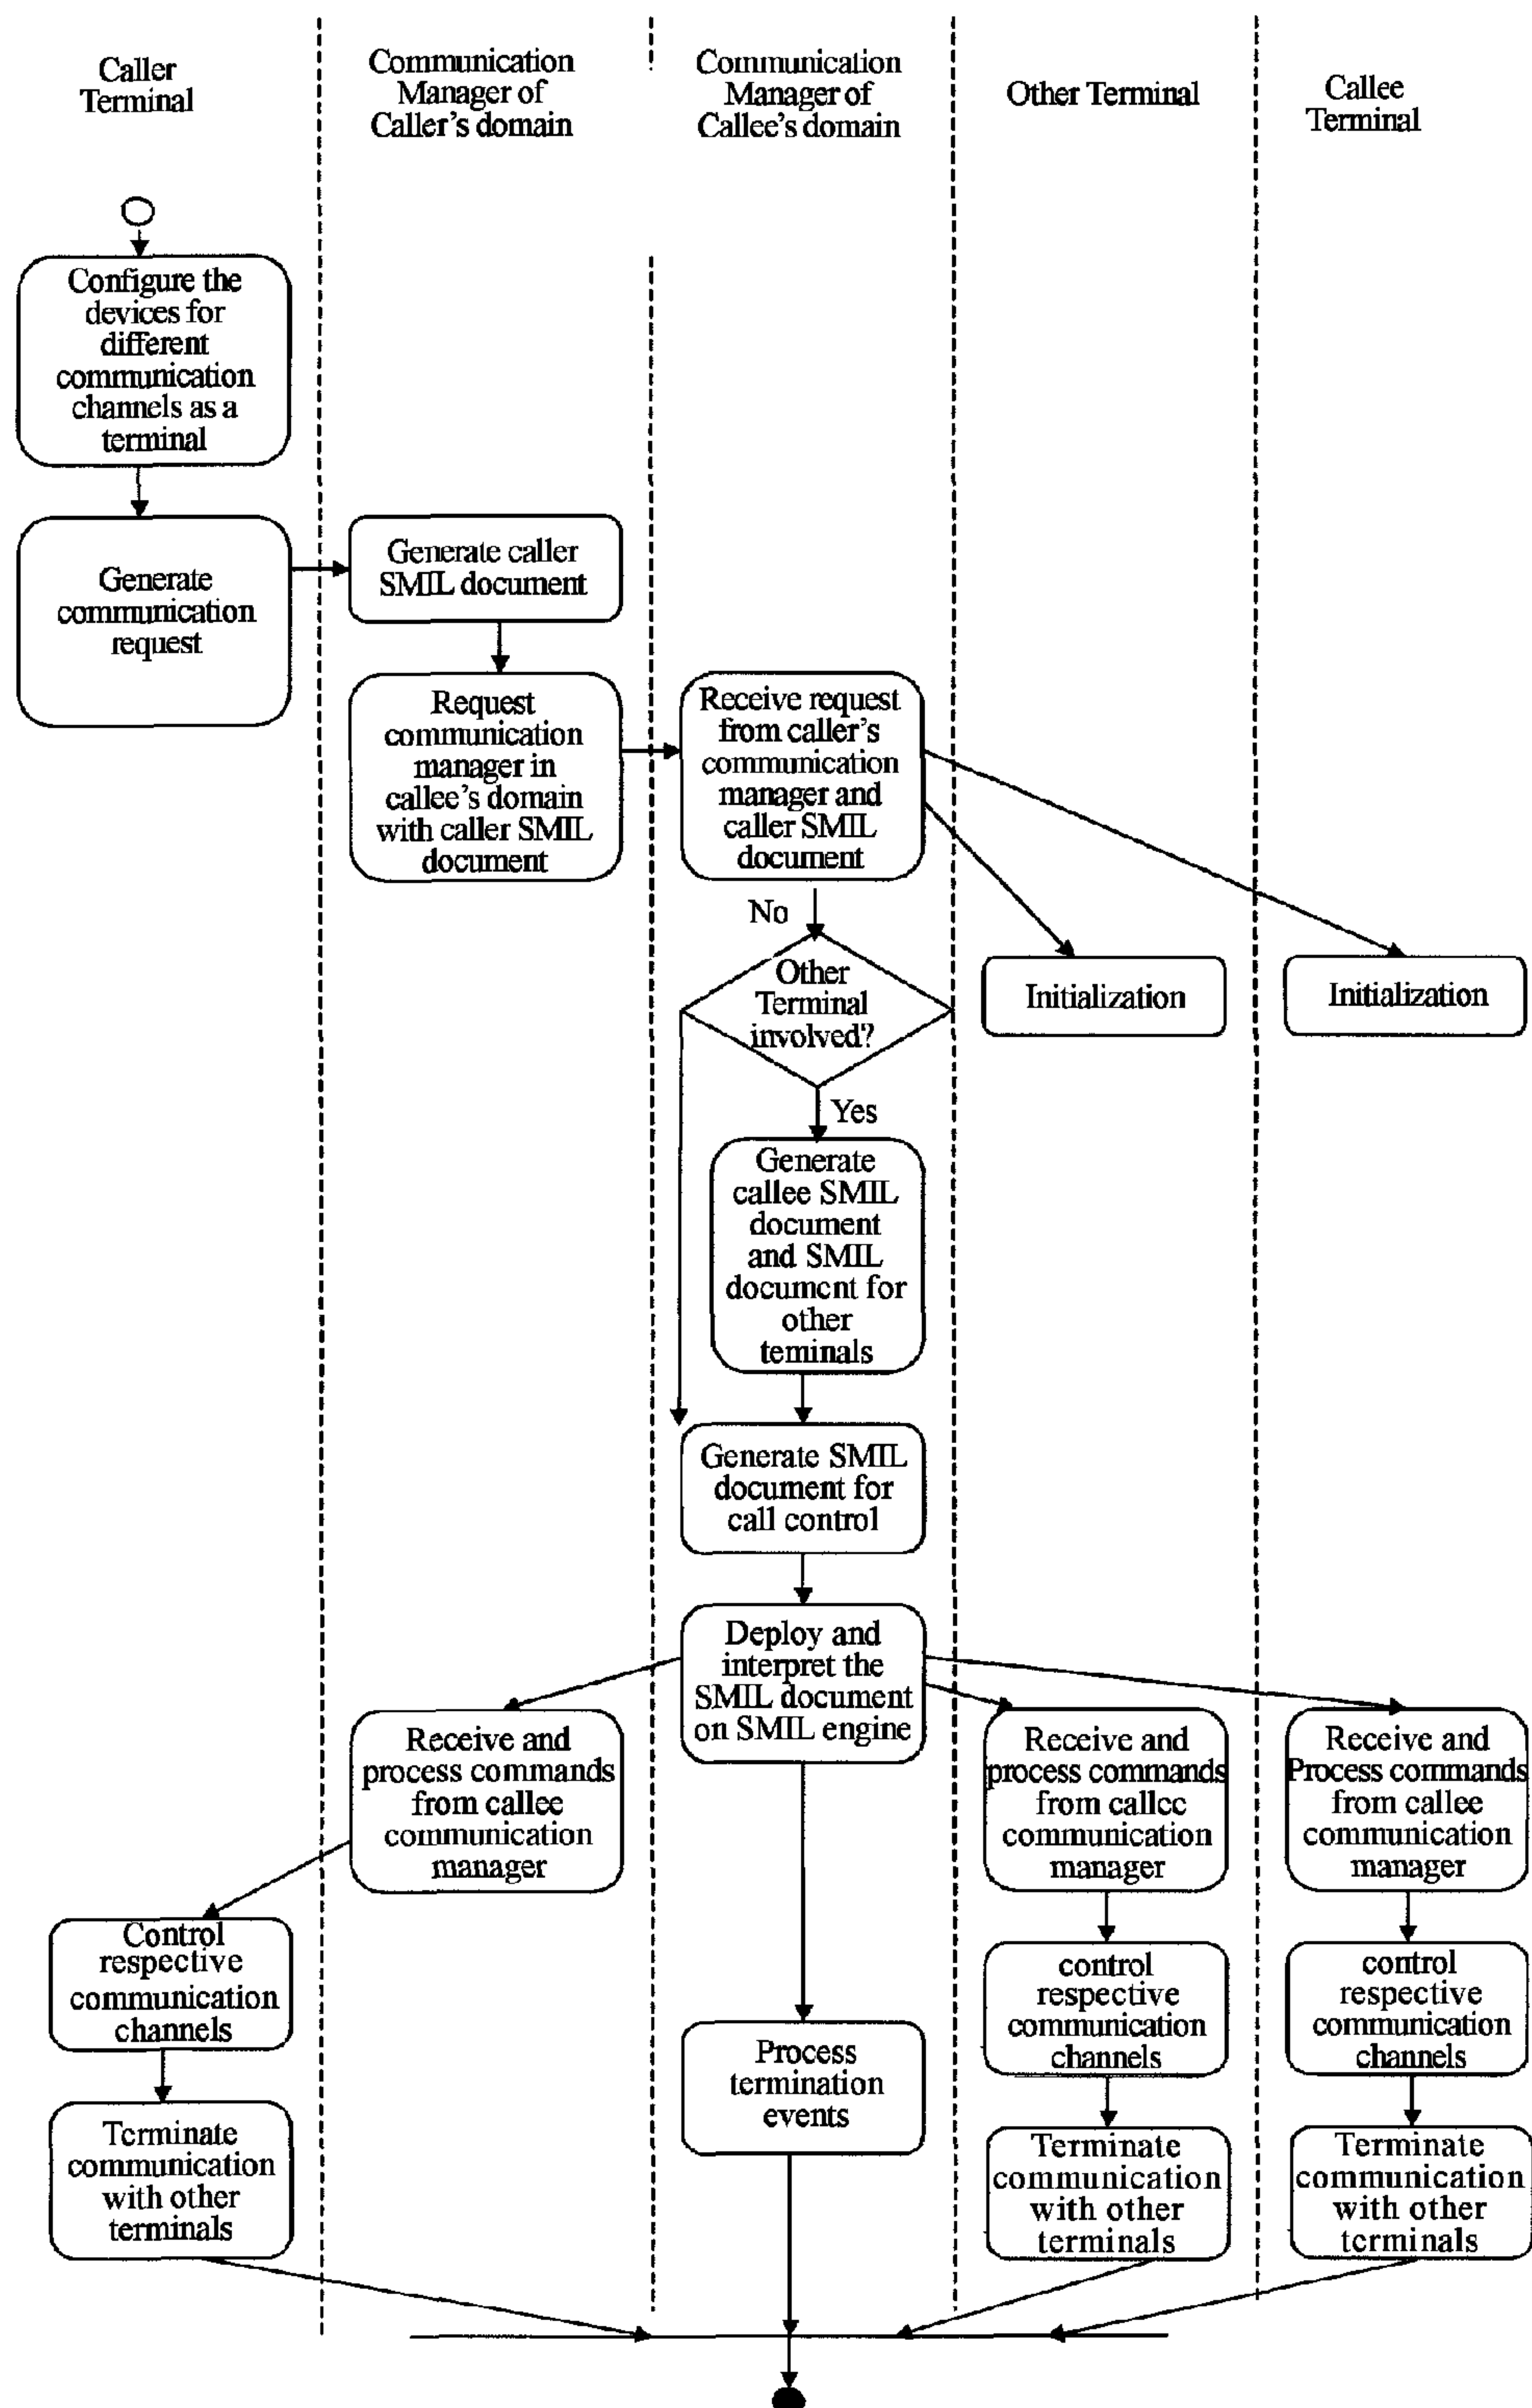 Caller
Terminal
Communication
Manager of
Caller's domain
Communication
Manager of
Callee's domain
Other Terminal
Callee
Terminal
Configure the
devices for
different
communication
channels as a
terminal
Generate
communication
request
Generate caller
SMIL document
Request
communication
manager in
callee's domain
with caller SMIL
document
Receive request
from caller's
communication
manager and
caller SMIL
document
No
Other
Terminal
involved?
Initialization
Initialization
Yes
Generate
callee SMIL
document
and SMIL
document for
other
teminals
Generate SMIL
document for
call control
Deploy and
interpret the
SMIL document
on SMIL engine
Receive and
process commands
from callee
communication
manager
Receive and
process commands
from callee
communication
manager
Receive and
Process commands
from callee
communication
manager
Control
respective
communication
channels
control
respective
communication
channels
control
respective
communication
channels
Process
termination
events
Terminate
communication
with other
terminals
Terminate
communication
with other
terminals
Terminate
communication
with other
terminals